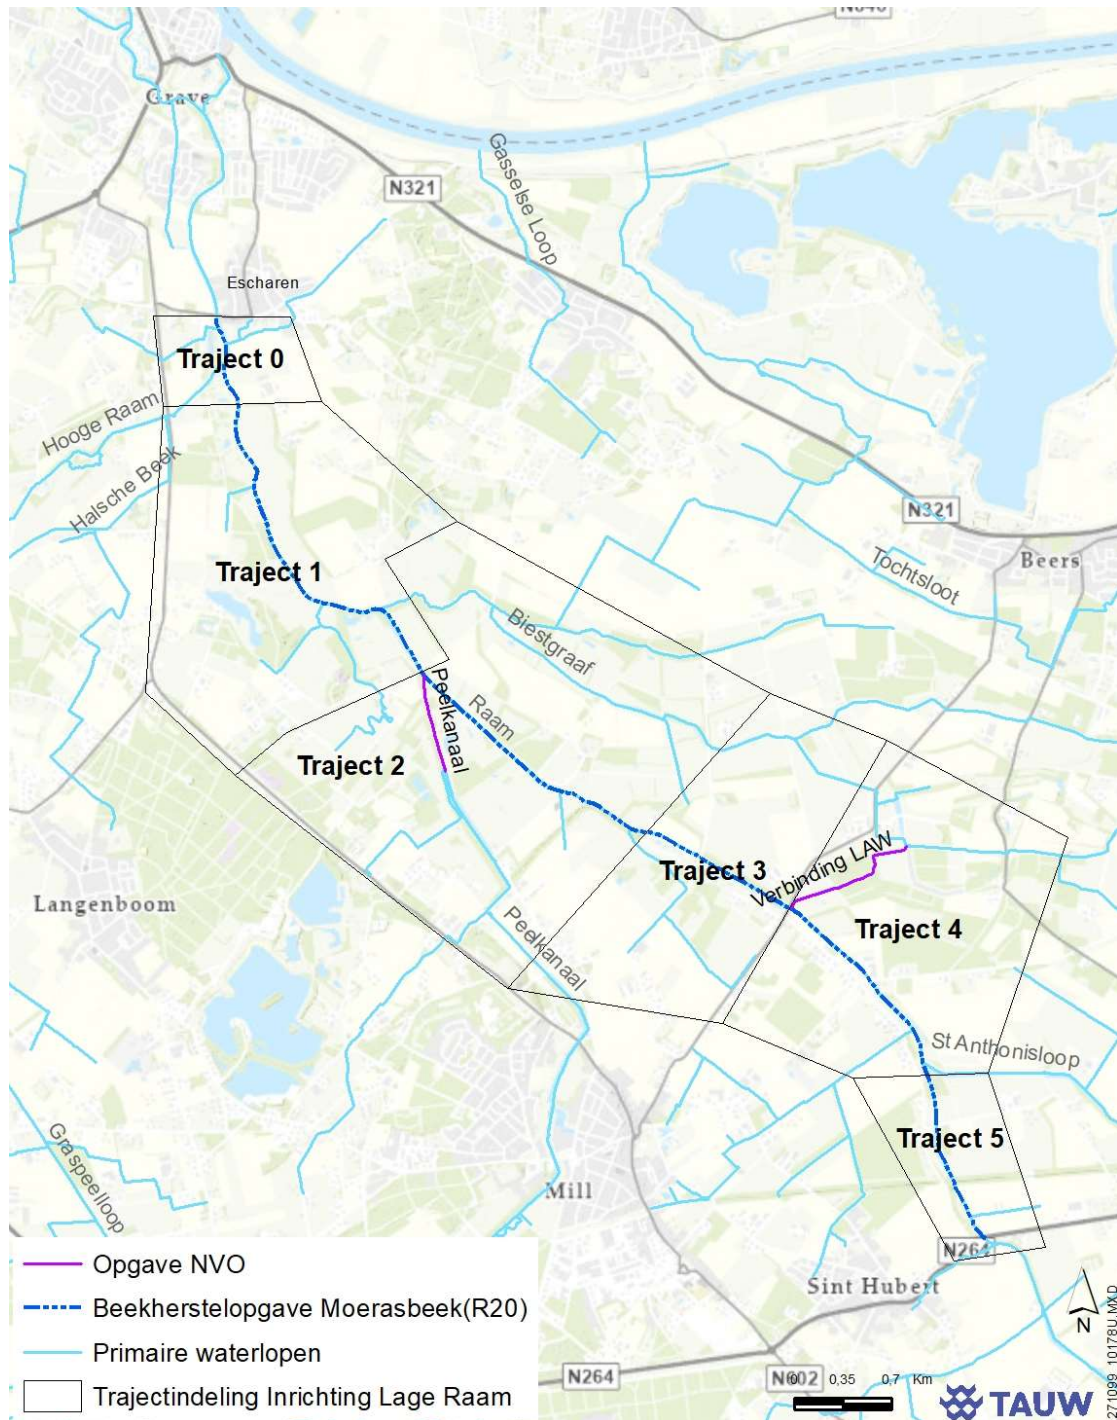 Grave
N321
Gasselse Loop
Escharen
Traject 0
Hooge Raam
Halsche Beek
N321
Beers
Tochtsloot
Traject 1
Biestgraaf
Peelkanaal
Raam
Traject 2
Verbinding LAW
Traject 3
Langenboom
Peelkanaal
Traject 4
St Anthonisloop
Graspeelloop
Traject 5
Mill
N264
Sint Hubert
Opgave NVO
Beekherstelopgave Moerasbeek(R20)
Primaire waterlopen
Trajectindeling Inrichting Lage Raam
N264
N602
0 0,35 0,7 Km
N
TAUW
271099_10178U.MXD